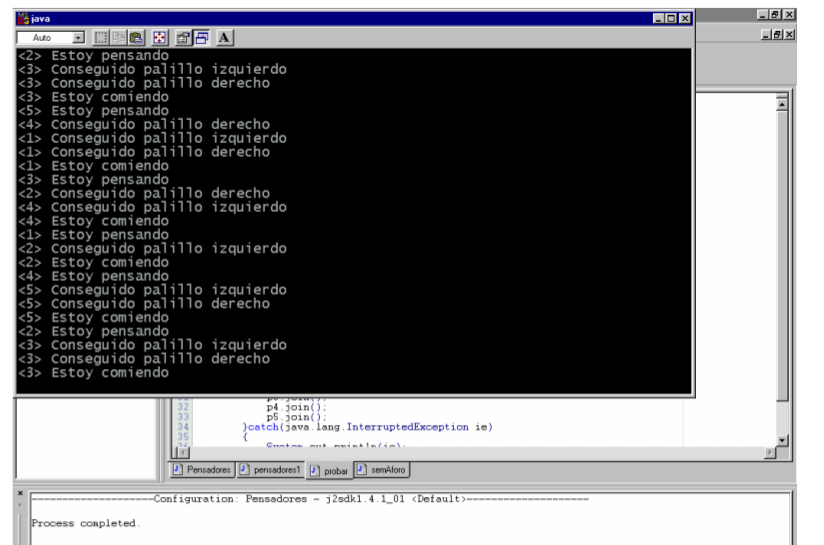 java
Auto
A
<2> Estoy pensando
<3> Conseguido palillo izquierdo
<3> Conseguido palillo derecho
<3> Estoy comiendo
<5> Estoy pensando
<4> Conseguido palillo derecho
<1> Conseguido palillo izquierdo
<1> Conseguido palillo derecho
<1> Estoy comiendo
<3> Estoy pensando
<2> Conseguido palillo derecho
<4> Conseguido palillo izquierdo
<4> Estoy comiendo
<1> Estoy pensando
<2> Conseguido palillo izquierdo
<2> Estoy comiendo
<4> Estoy pensando
<5> Conseguido palillo izquierdo
<5> Conseguido palillo derecho
<5> Estoy comiendo
<2> Estoy pensando
<3> Conseguido palillo izquierdo
<3> Conseguido palillo derecho
<3> Estoy comiendo
32 p4.join();
33 p5.join();
34 }catch(java.lang.InterruptedException ie)
35 {
Pensadores pensadores1 probar semAforo
--------------------Configuration: Pensadores - j2sdk1.4.1_01 <Default>--------------------
Process completed.